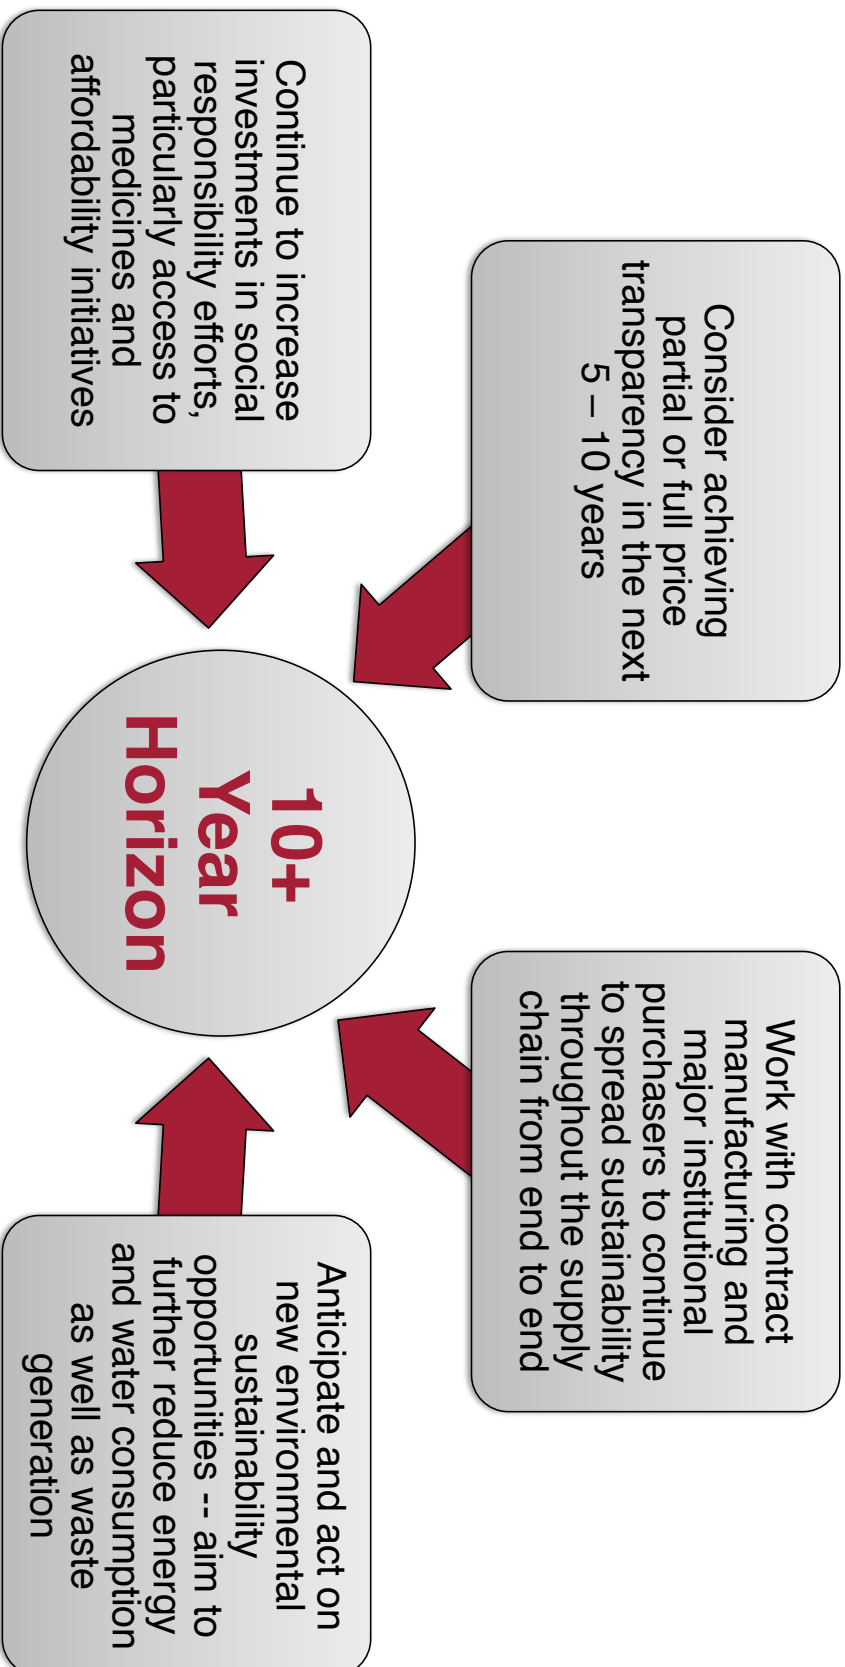 Continue to increase
investments in social
responsibility efforts,
particularly access to
medicines and
affordability initiatives
Consider achieving
partial or full price
transparency in the next
5 – 10 years
Work with contract
manufacturing and
major institutional
purchasers to continue
to spread sustainability
throughout the supply
chain from end to end
Anticipate and act on
new environmental
sustainability
opportunities -- aim to
further reduce energy
and water consumption
as well as waste
generation
10+
Year
Horizon